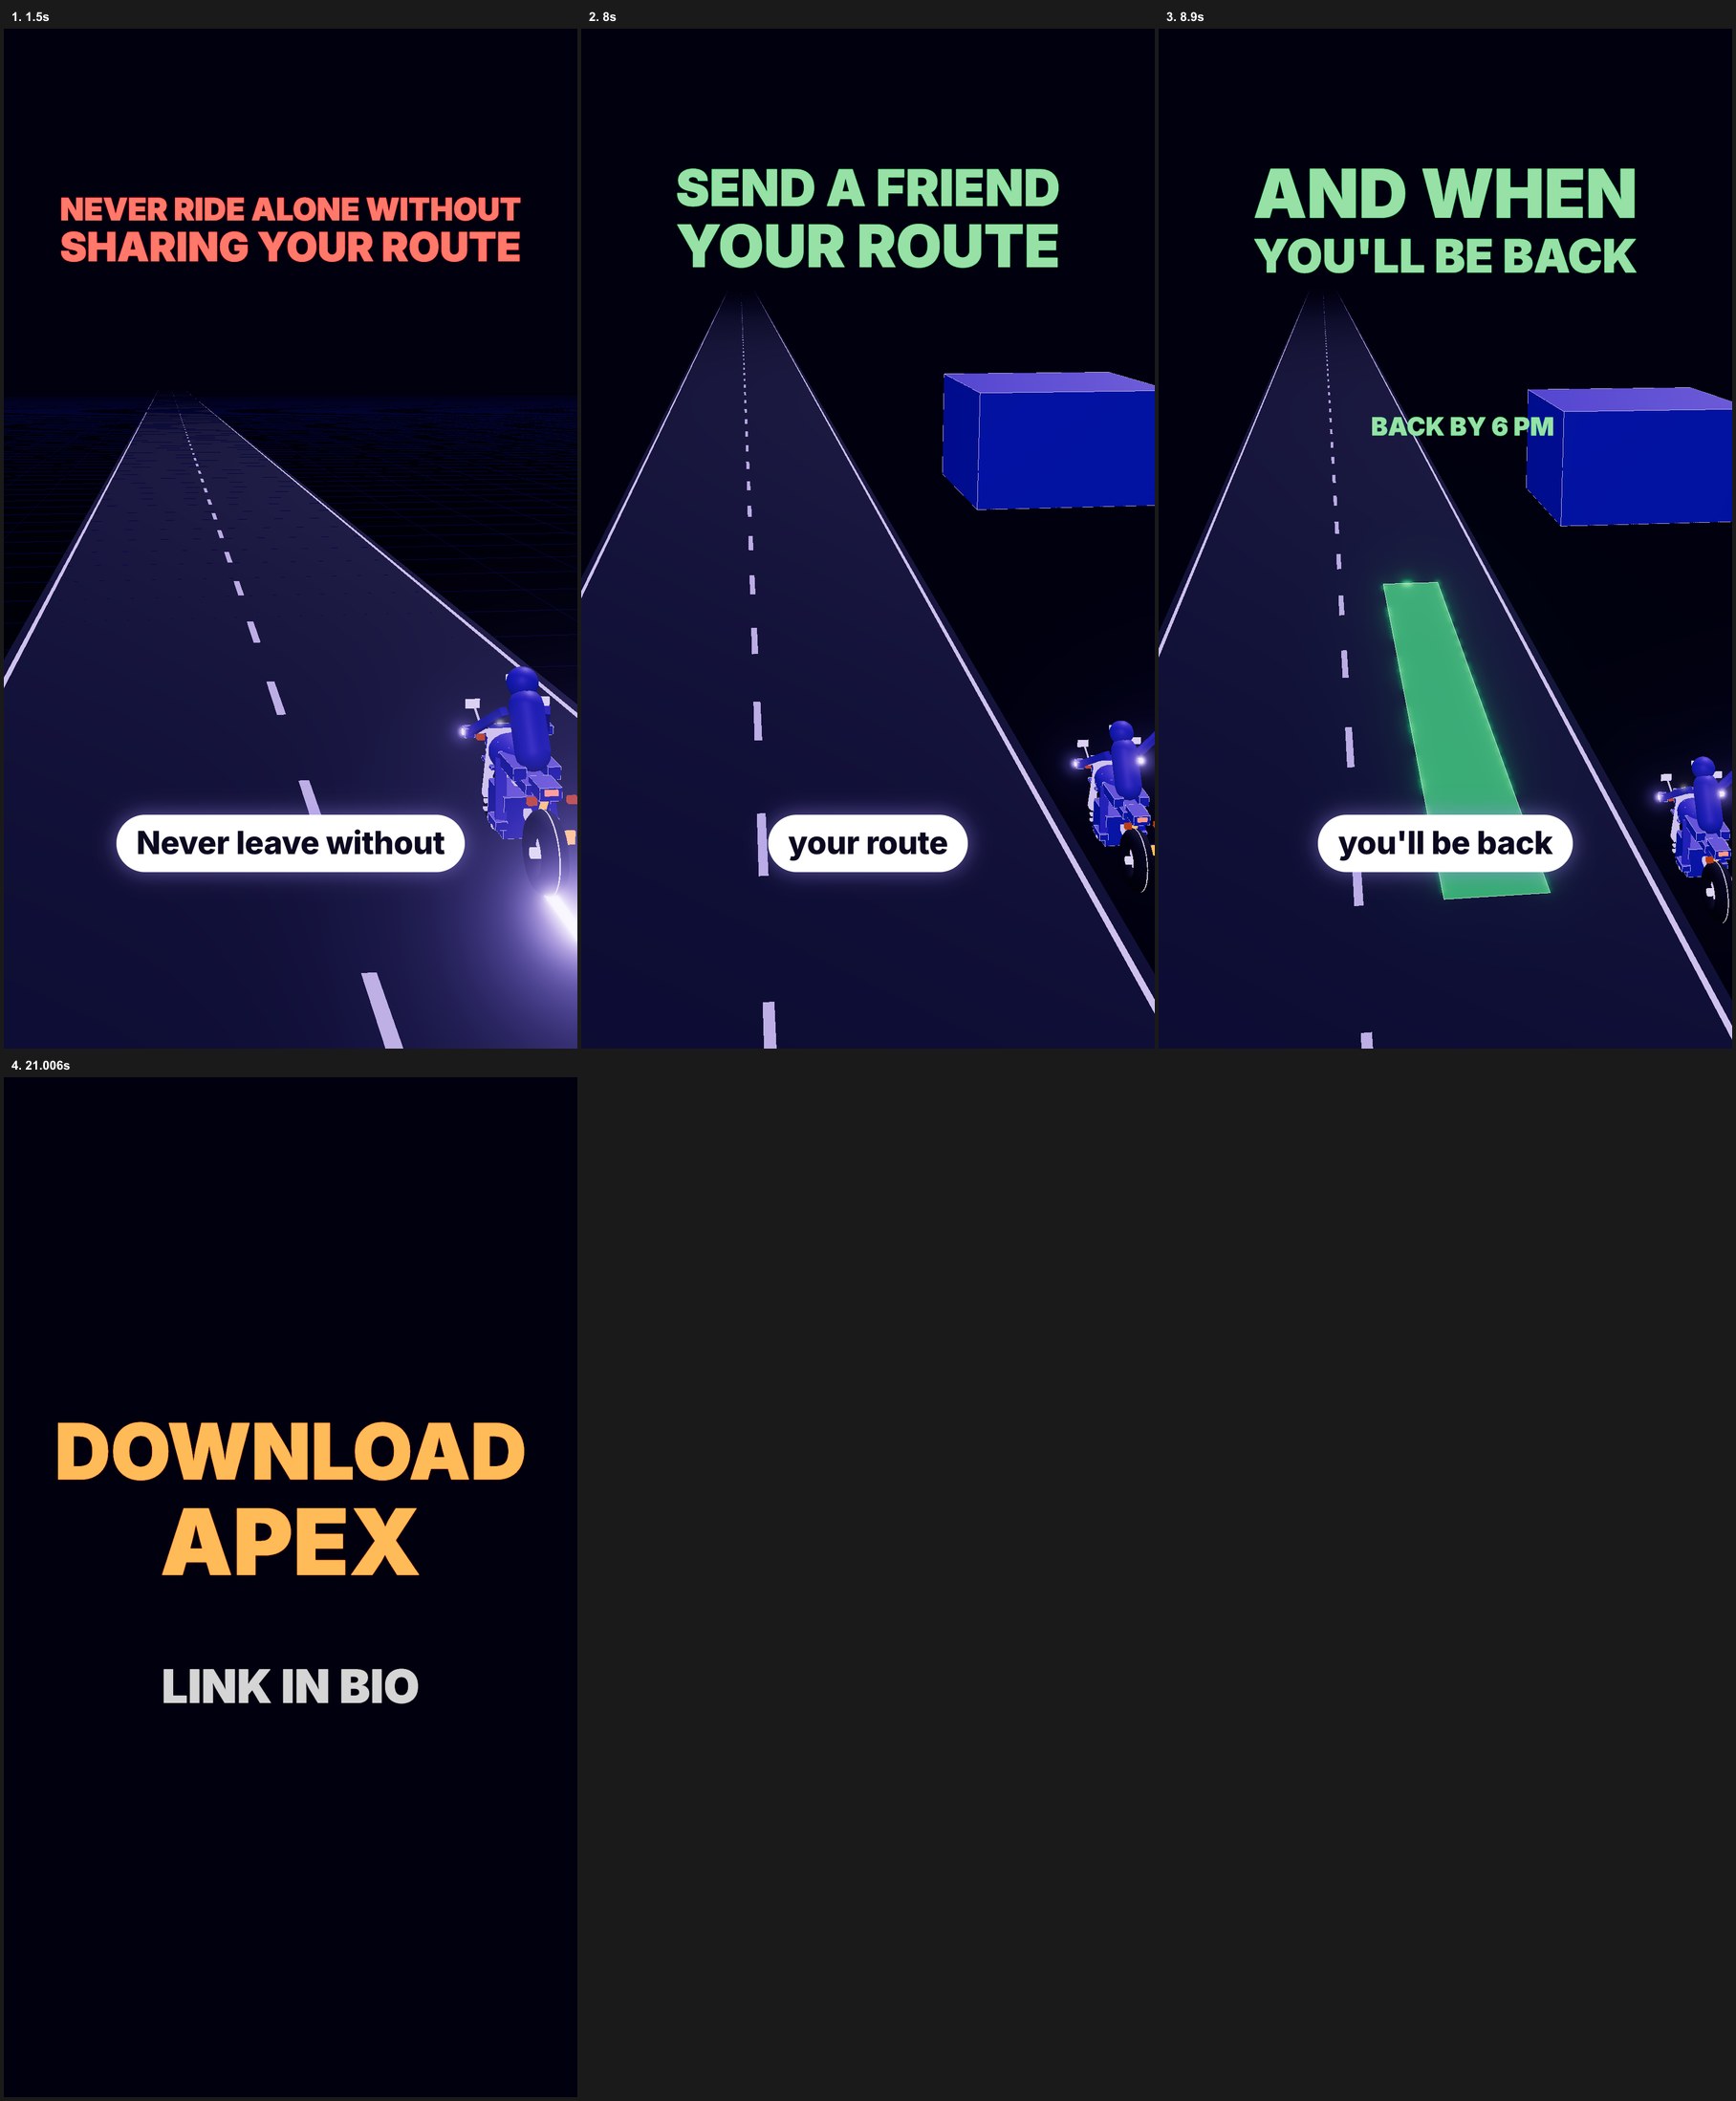 1. 1.5s
NEVER RIDE ALONE WITHOUT
SHARING YOUR ROUTE
Never leave without
2. 8s
SEND A FRIEND
YOUR ROUTE
your route
3. 8.9s
AND WHEN
YOU'LL BE BACK
BACK BY 6 PM
you'll be back
4. 21.006s
DOWNLOAD
APEX
LINK IN BIO